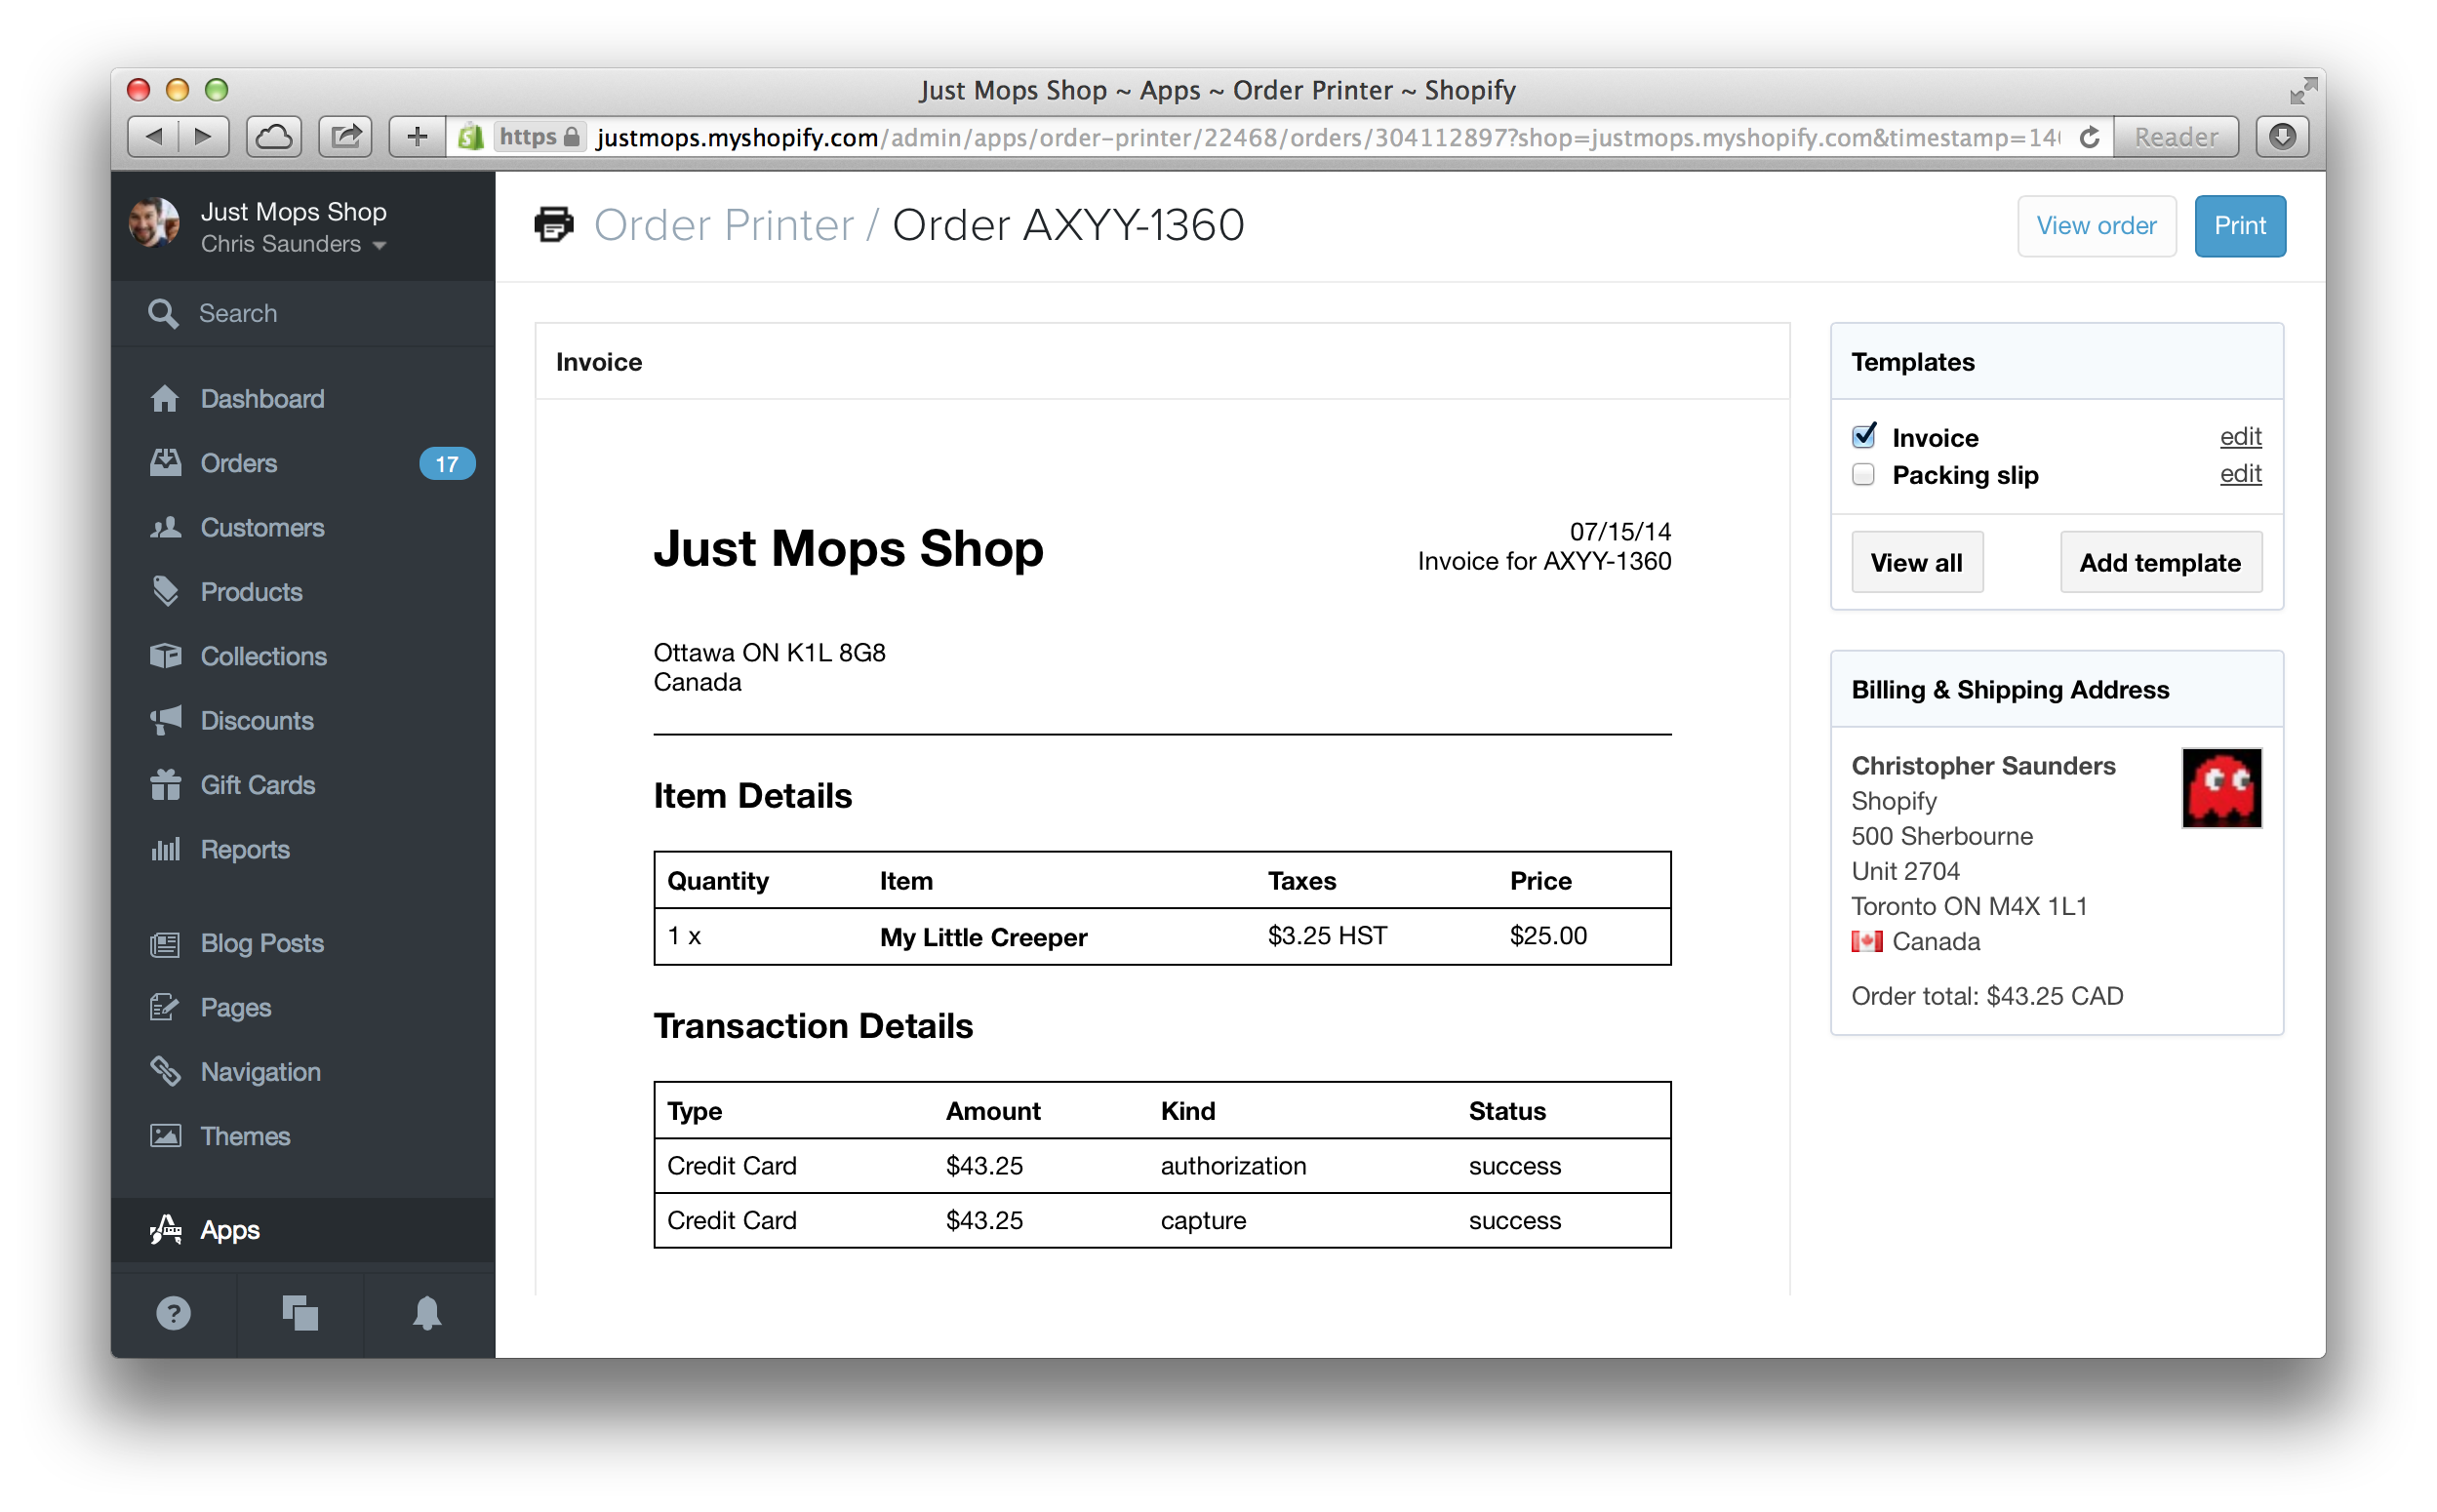 Just Mops Shop ~ Apps ~ Order Printer ~ Shopify
https justmops.myshopify.com/admin/apps/order-printer/22468/orders/304112897?shop=justmops.myshopify.com&timestamp=14
Reader
Just Mops Shop
Chris Saunders
Search
Dashboard
Orders 17
Customers
Products
Collections
Discounts
Gift Cards
Reports
Blog Posts
Pages
Navigation
Themes
Apps
Order Printer / Order AXYY-1360
View order
Print
Invoice
Just Mops Shop
07/15/14
Invoice for AXYY-1360
Ottawa ON K1L 8G8
Canada
Item Details
Quantity Item Taxes Price
1 x My Little Creeper $3.25 HST $25.00
Transaction Details
Type Amount Kind Status
Credit Card $43.25 authorization success
Credit Card $43.25 capture success
Templates
Invoice edit
Packing slip edit
View all Add template
Billing & Shipping Address
Christopher Saunders
Shopify
500 Sherbourne
Unit 2704
Toronto ON M4X 1L1
Canada
Order total: $43.25 CAD